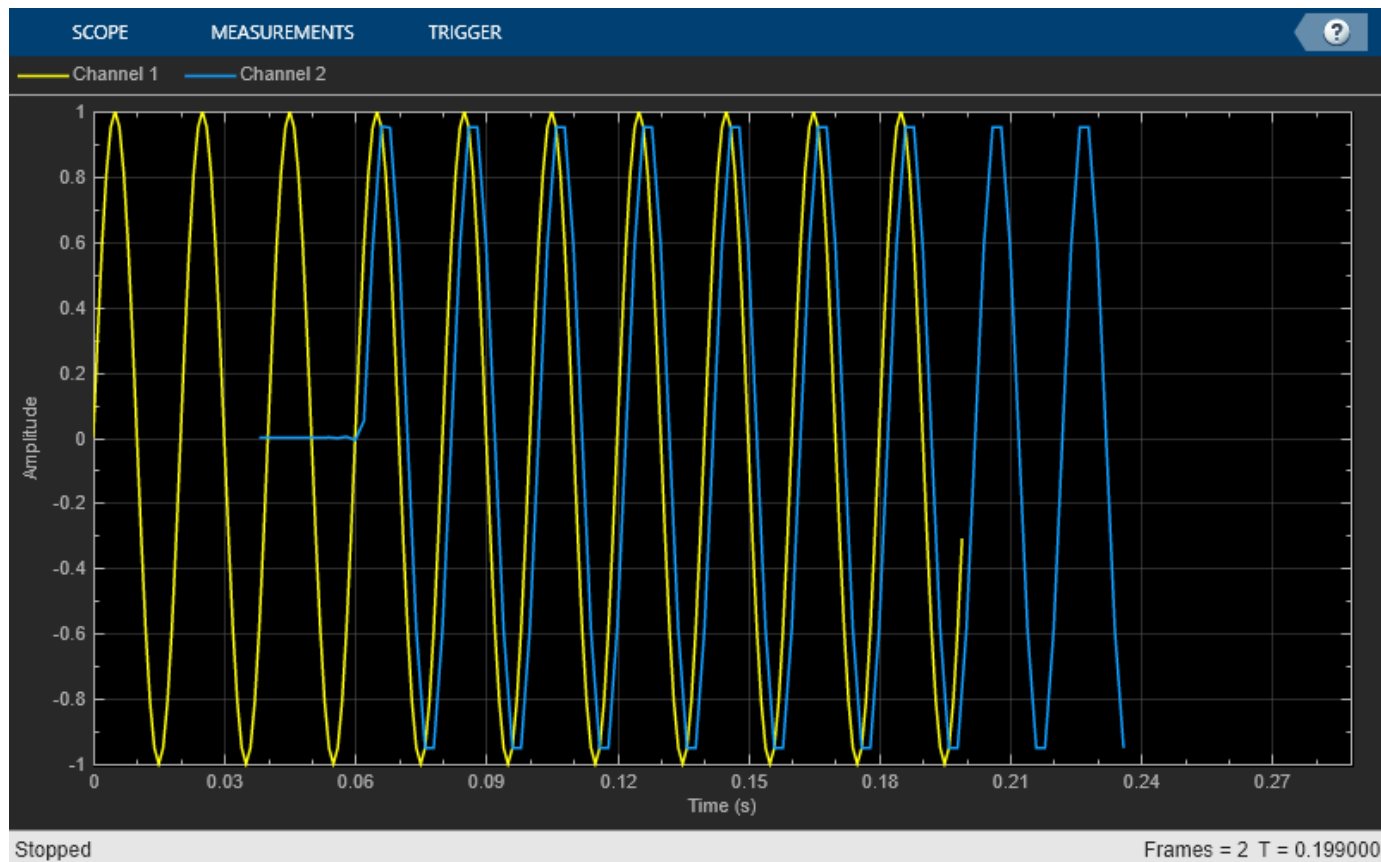 SCOPE MEASUREMENTS TRIGGER ?
Channel 1 Channel 2
1
0.8
0.6
0.4
0.2
0
-0.2
-0.4
-0.6
-0.8
-1
Amplitude
0 0.03 0.06 0.09 0.12 0.15 0.18 0.21 0.24 0.27
Time (s)
Stopped Frames = 2 T = 0.199000